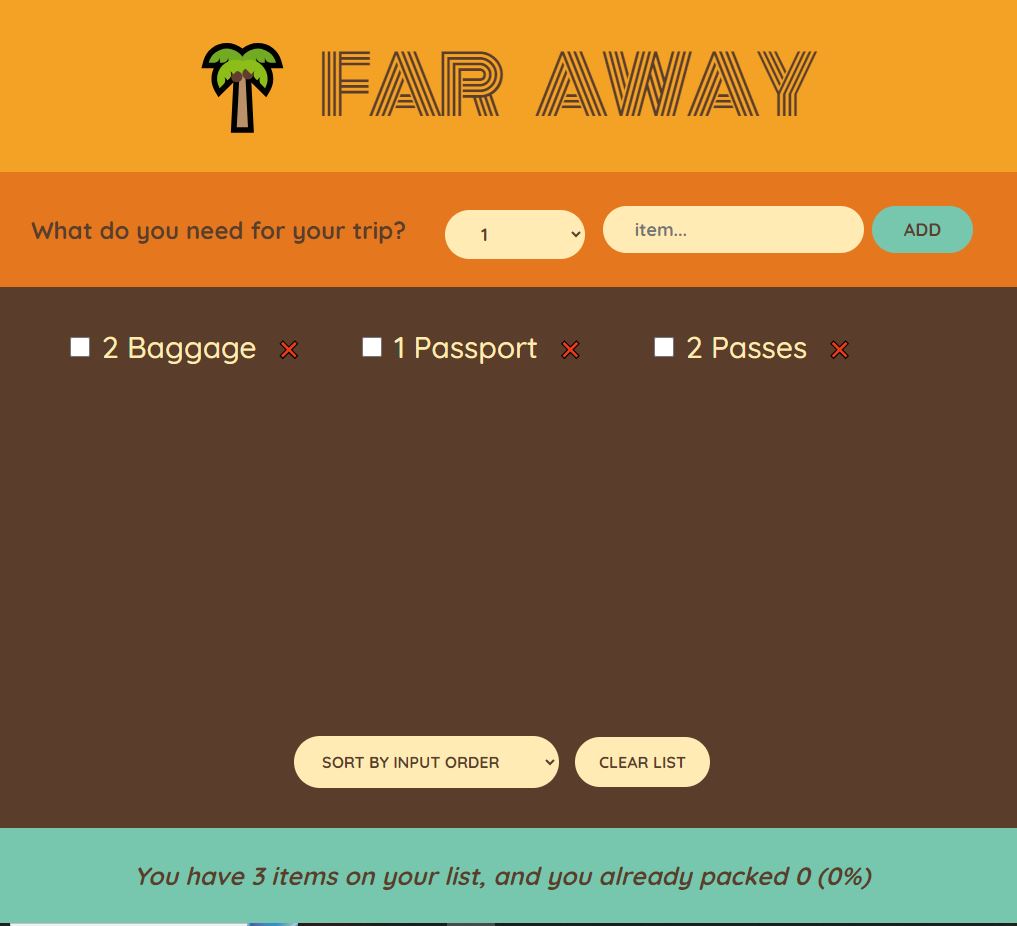 FAR AWAY
What do you need for your trip? 1 item... ADD
2 Baggage 1 Passport 2 Passes
SORT BY INPUT ORDER CLEAR LIST
You have 3 items on your list, and you already packed 0 (0%)